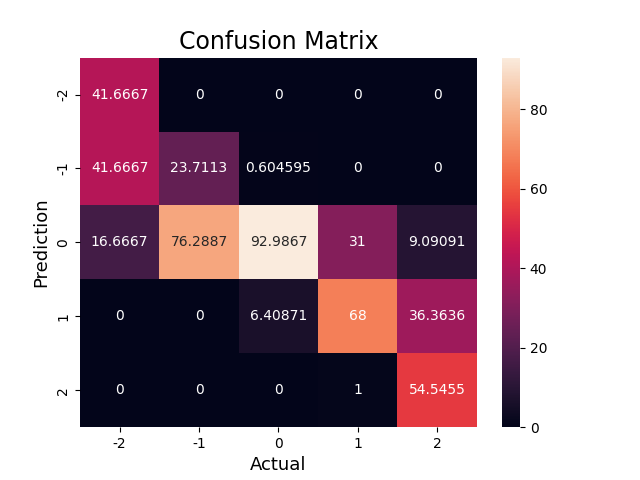 Confusion Matrix
-2 41.6667 0 0 0 0
-1 41.6667 23.7113 0.604595 0 0
0 16.6667 76.2887 92.9867 31 9.09091
1 0 0 6.40871 68 36.3636
2 0 0 0 1 54.5455
-2 -1 0 1 2
Prediction
Actual
80
60
40
20
0